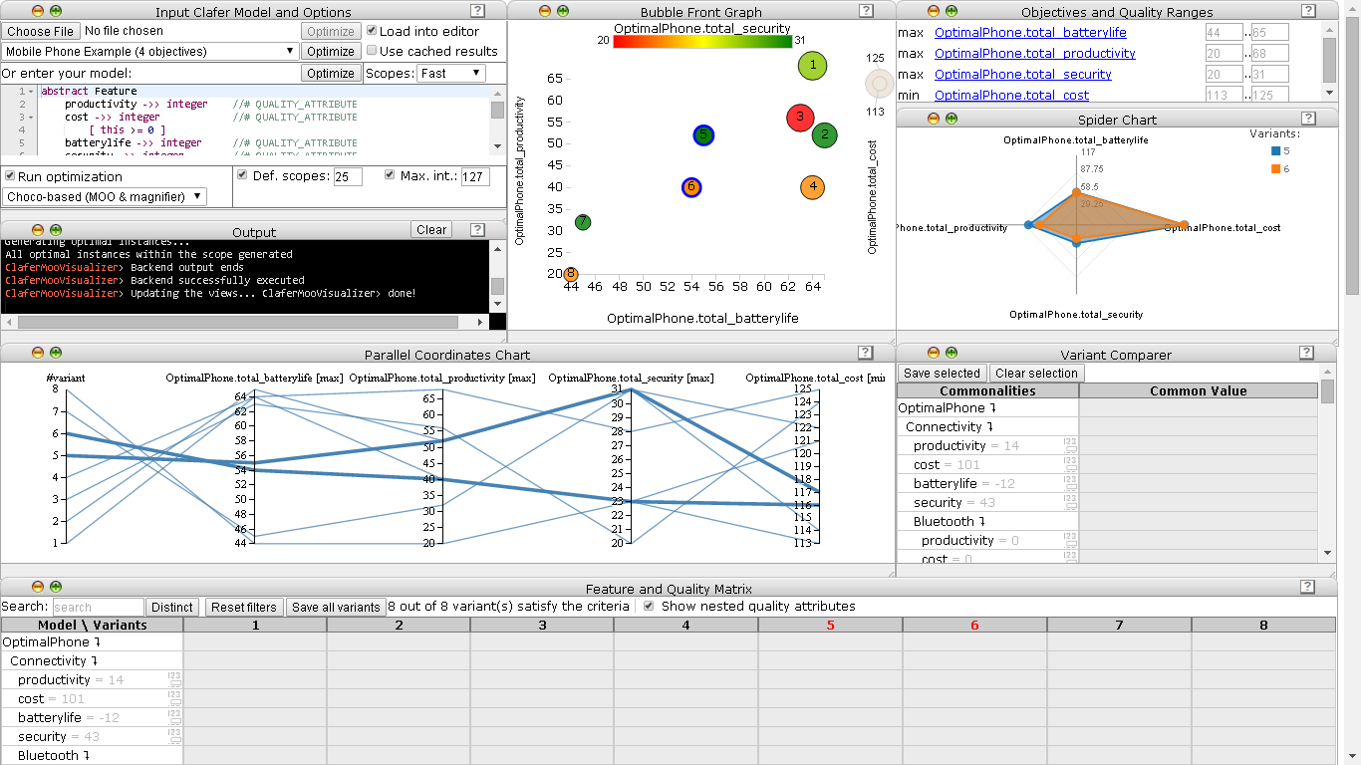 Input Clafer Model and Options
?
Choose File No file chosen Optimize Load into editor
Mobile Phone Example (4 objectives) Optimize Use cached results
Or enter your model: Optimize Scopes: Fast
1 abstract Feature
2 productivity ->> integer //# QUALITY_ATTRIBUTE
3 cost ->> integer //# QUALITY_ATTRIBUTE
4 [ this >= 0 ]
5 batterylife ->> integer //# QUALITY_ATTRIBUTE
security ->> integer //# QUALITY_ATTRIBUTE
Run optimization Def. scopes: 25 Max. int.: 127
Choco-based (MOO & magnifier)
Output Clear ?
Generating optimal instances...
All optimal instances within the scope generated
ClaferMooVisualizer> Backend output ends
ClaferMooVisualizer> Backend successfully executed
ClaferMooVisualizer> Updating the views... ClaferMooVisualizer> done!
Bubble Front Graph ?
OptimalPhone.total_security
20 31
OptimalPhone.total_productivity
65
60
55
50
45
40
35
30
25
20
1
3
2
5
6
4
7
8
44 46 48 50 52 54 56 58 60 62 64
OptimalPhone.total_batterylife
125
113
OptimalPhone.total_cost
Objectives and Quality Ranges ?
max OptimalPhone.total_batterylife 44 .. 65
max OptimalPhone.total_productivity 20 .. 68
max OptimalPhone.total_security 20 .. 31
min OptimalPhone.total_cost 113 .. 125
Spider Chart ?
Variants:
5
6
OptimalPhone.total_batterylife
117
87.75
58.5
29.25
Phone.total_productivity
OptimalPhone.total_cost
OptimalPhone.total_security
Parallel Coordinates Chart ?
#variant OptimalPhone.total_batterylife [max] OptimalPhone.total_productivity [max] OptimalPhone.total_security [max] OptimalPhone.total_cost [min
8
7
6
5
4
3
2
1
64
62
60
58
56
54
52
50
48
46
44
65
60
55
50
45
40
35
30
25
20
31
30
29
28
27
26
25
24
23
22
21
20
125
124
123
122
121
120
119
118
117
116
115
114
113
Variant Comparer ?
Save selected Clear selection
Commonalities Common Value
OptimalPhone
Connectivity
productivity = 14
cost = 101
batterylife = -12
security = 43
Bluetooth
productivity = 0
cost = 0
Feature and Quality Matrix ?
Search: search Distinct Reset filters Save all variants 8 out of 8 variant(s) satisfy the criteria Show nested quality attributes
Model \ Variants 1 2 3 4 5 6 7 8
OptimalPhone
Connectivity
productivity = 14
cost = 101
batterylife = -12
security = 43
Bluetooth